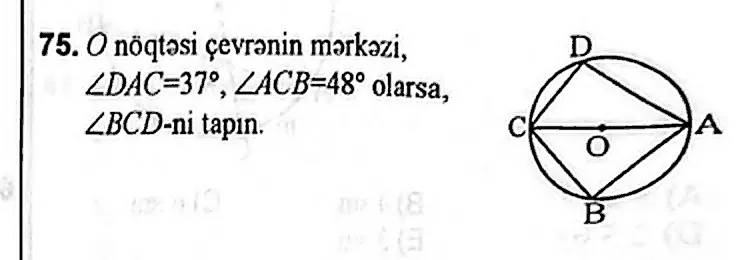 75. O nöqtəsi çevrənin mərkəzi,
∠DAC=37°, ∠ACB=48° olarsa,
∠BCD-ni tapın.
D
C
O
A
B